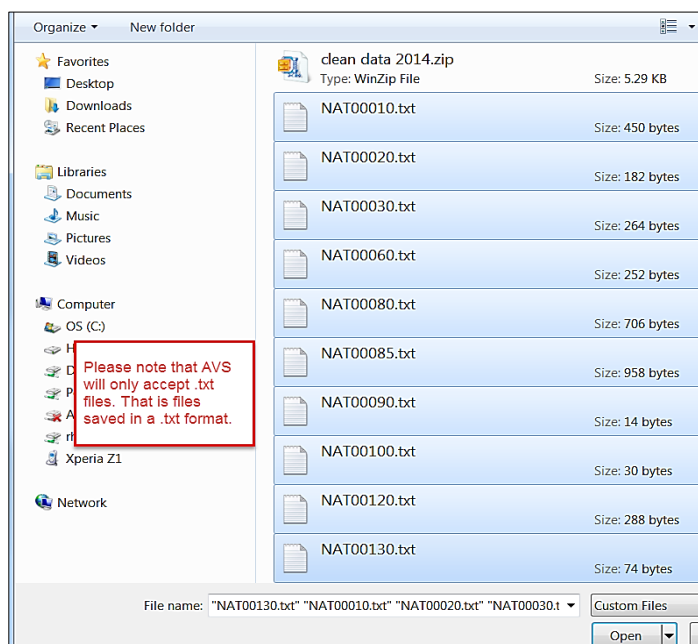 Organize New folder
Favorites
Desktop
Downloads
Recent Places
Libraries
Documents
Music
Pictures
Videos
Computer
OS (C:)
Please note that AVS
will only accept .txt
files. That is files
saved in a .txt format.
Xperia Z1
Network
clean data 2014.zip
Type: WinZip File Size: 5.29 KB
NAT00010.txt
Size: 450 bytes
NAT00020.txt
Size: 182 bytes
NAT00030.txt
Size: 264 bytes
NAT00060.txt
Size: 252 bytes
NAT00080.txt
Size: 706 bytes
NAT00085.txt
Size: 958 bytes
NAT00090.txt
Size: 14 bytes
NAT00100.txt
Size: 30 bytes
NAT00120.txt
Size: 288 bytes
NAT00130.txt
Size: 74 bytes
File name: "NAT00130.txt" "NAT00010.txt" "NAT00020.txt" "NAT00030.t Custom Files
Open